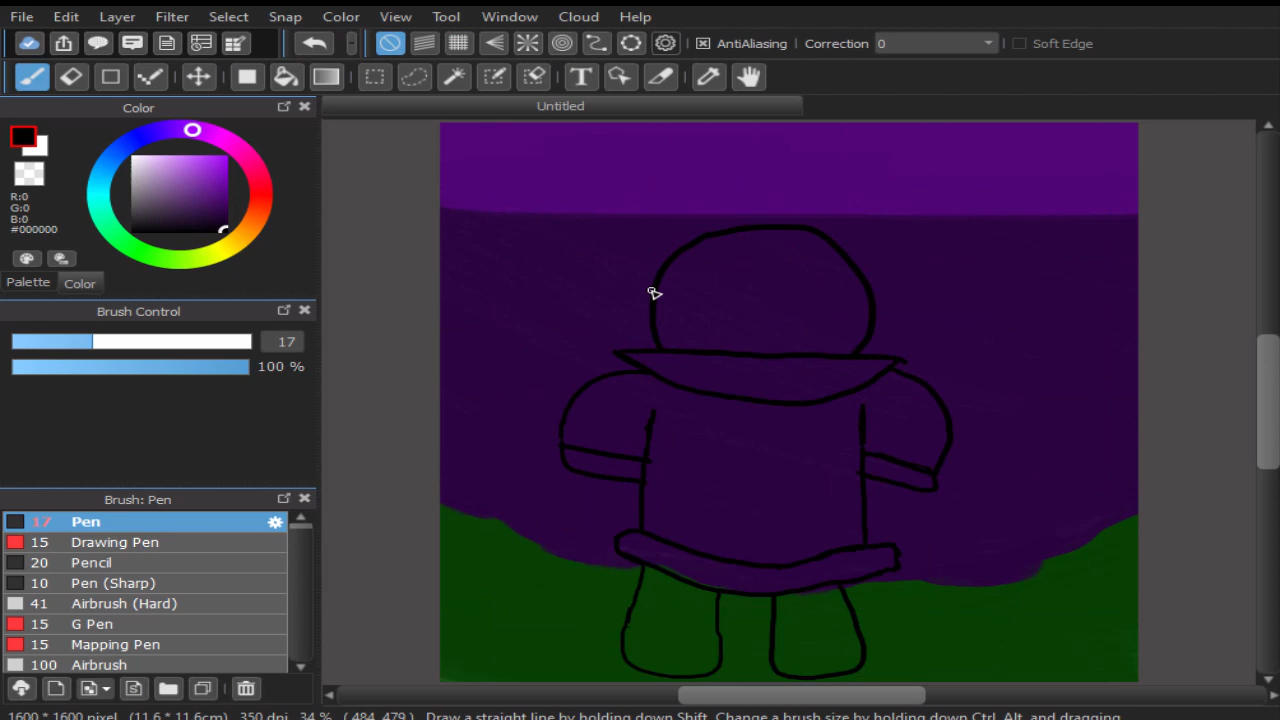 File Edit Layer Filter Select Snap Color View Tool Window Cloud Help
AntiAliasing Correction 0 Soft Edge
T
Color
Untitled
R:0
G:0
B:0
#000000
Palette Color
Brush Control
17
100 %
Brush: Pen
17 Pen
15 Drawing Pen
20 Pencil
10 Pen (Sharp)
41 Airbrush (Hard)
15 G Pen
15 Mapping Pen
100 Airbrush
S
1600 * 1600 pixel (11.6 * 11.6cm) 350 dpi 34 % ( 484, 479 ) Draw a straight line by holding down Shift, Change a brush size by holding down Ctrl, Alt, and dragging